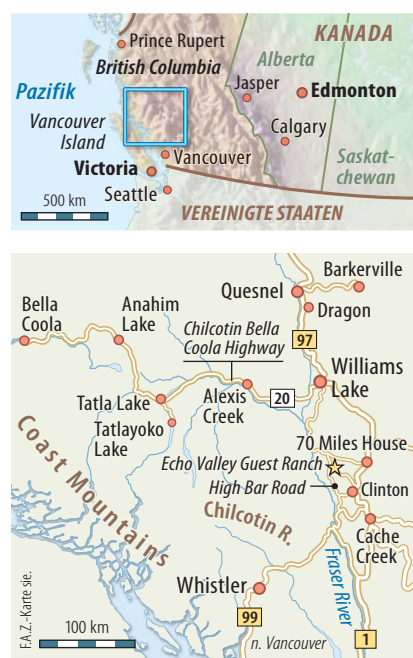 Prince Rupert
KANADA
British Columbia
Alberta
Jasper
Edmonton
Pazifik
Vancouver
Island
Calgary
Vancouver
Victoria
Saskat-
chewan
Seattle
500 km
VEREINIGTE STAATEN
Barkerville
Quesnel
Dragon
Bella
Coola
Anahim
Lake
Chilcotin Bella
Coola Highway
97
Williams
Lake
Tatla Lake
Alexis
Creek
20
Tatlayoko
Lake
70 Miles House
Coast Mountains
Echo Valley Guest Ranch
High Bar Road
Clinton
Chilcotin R.
Cache
Creek
Fraser River
Whistler
F.A.Z.-Karte sie.
100 km
99
n. Vancouver
1